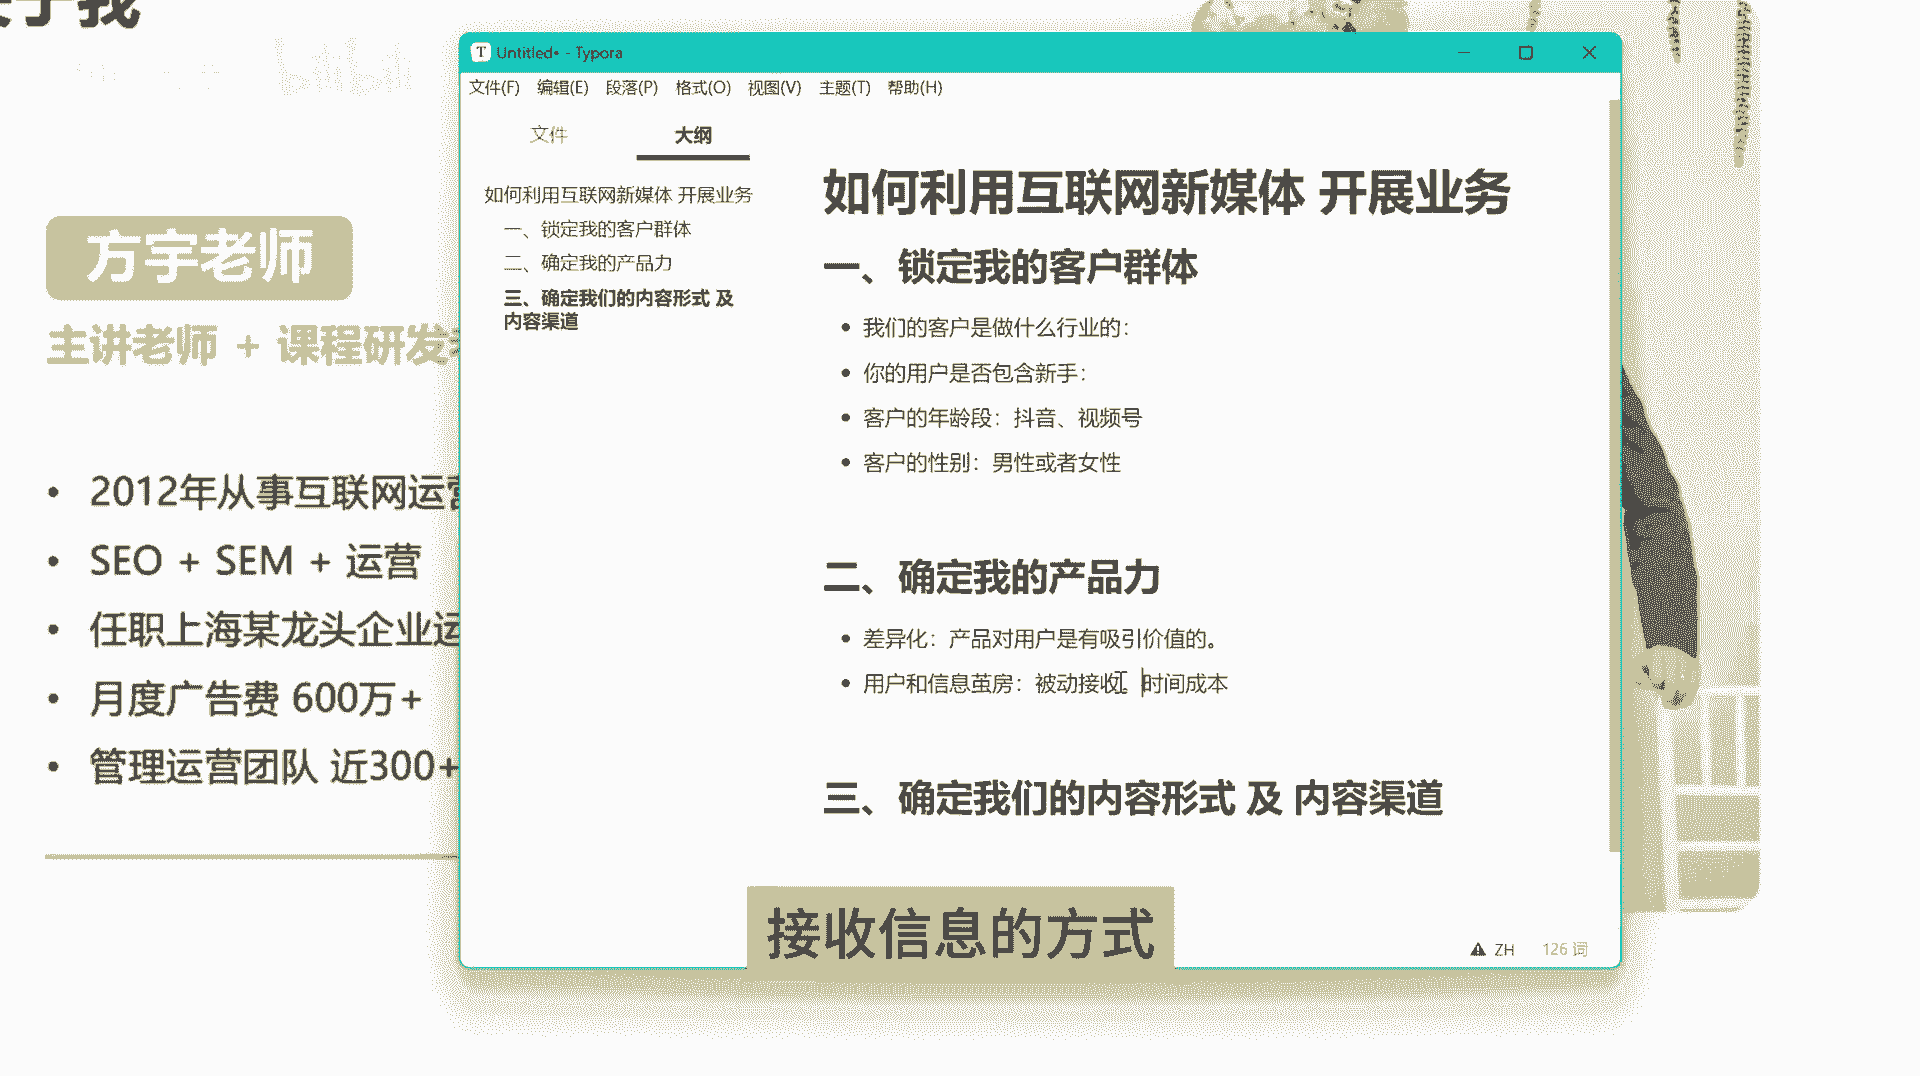 于我
bilibili
方宇老师
主讲老师 + 课程研发
2012年从事互联网运营
SEO + SEM + 运营
任职上海某龙头企业运
月度广告费 600万+
管理运营团队 近300+
Untitled• - Typora
文件(F) 编辑(E) 段落(P) 格式(O) 视图(V) 主题(T) 帮助(H)
文件 大纲
如何利用互联网新媒体 开展业务
一、锁定我的客户群体
二、确定我的产品力
三、确定我们的内容形式 及
内容渠道
如何利用互联网新媒体 开展业务
一、锁定我的客户群体
我们的客户是做什么行业的：
你的用户是否包含新手：
客户的年龄段：抖音、视频号
客户的性别：男性或者女性
二、确定我的产品力
差异化：产品对用户是有吸引价值的。
用户和信息茧房：被动接收。时间成本
三、确定我们的内容形式 及 内容渠道
接收信息的方式
ZH 126 词